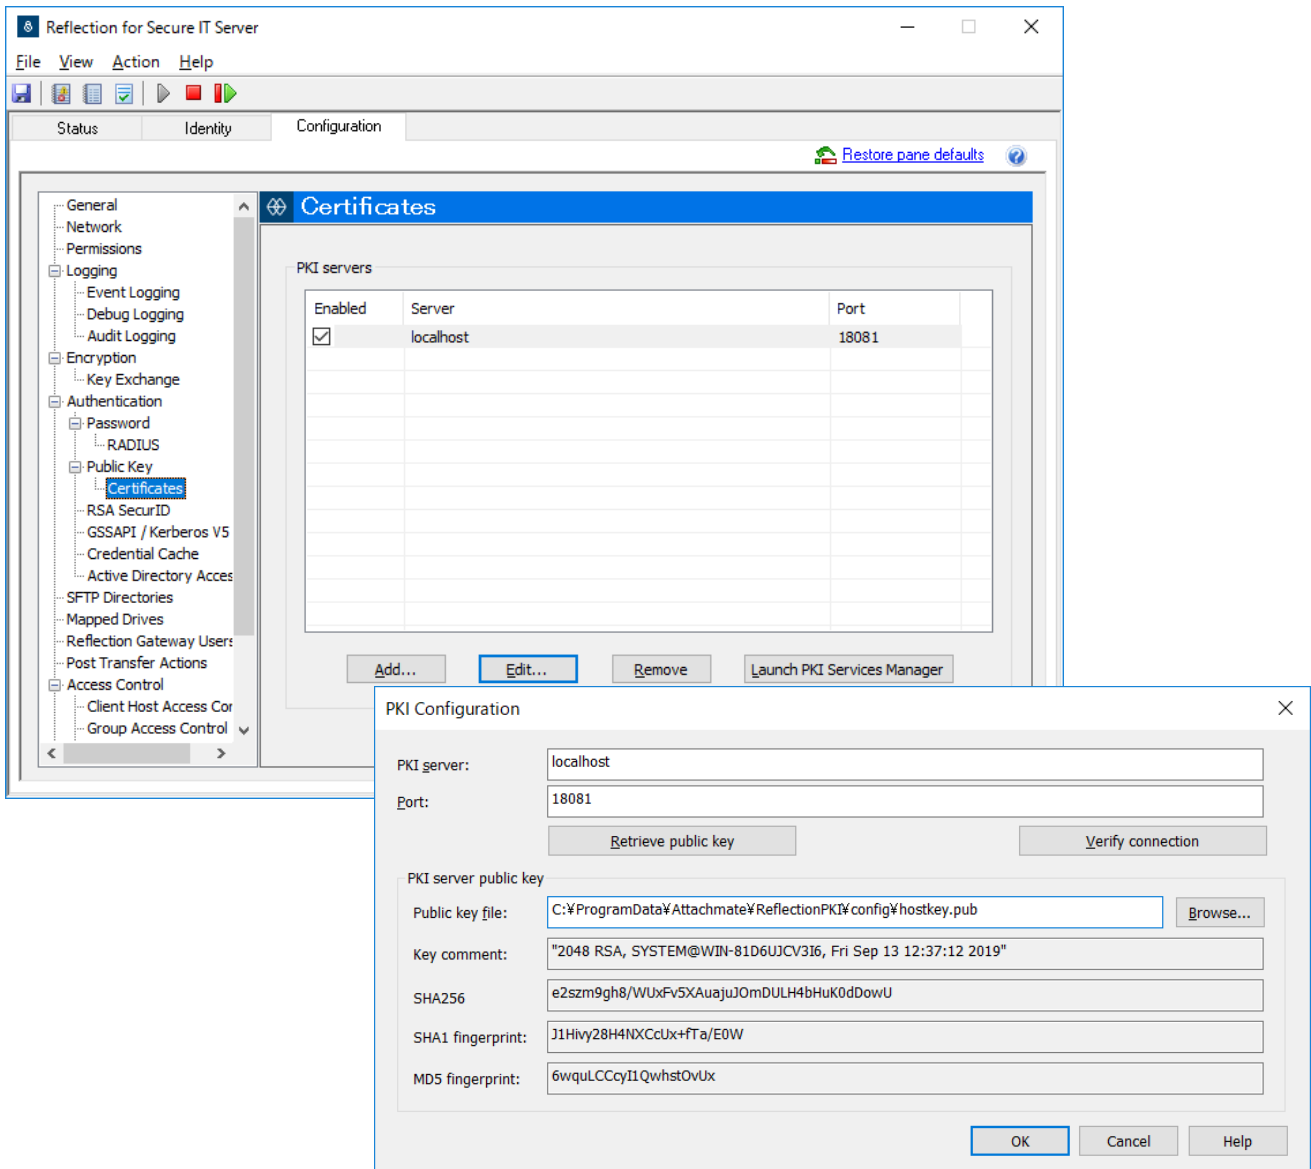 Reflection for Secure IT Server
File View Action Help
Status Identity Configuration
Restore pane defaults
General
Network
Permissions
Logging
Event Logging
Debug Logging
Audit Logging
Encryption
Key Exchange
Authentication
Password
RADIUS
Public Key
Certificates
RSA SecurID
GSSAPI / Kerberos V5
Credential Cache
Active Directory Acces
SFTP Directories
Mapped Drives
Reflection Gateway Users
Post Transfer Actions
Access Control
Client Host Access Cor
Group Access Control
Certificates
PKI servers
Enabled Server Port
localhost 18081
Add... Edit... Remove Launch PKI Services Manager
PKI Configuration
PKI server: localhost
Port: 18081
Retrieve public key Verify connection
PKI server public key
Public key file: C:¥ProgramData¥Attachmate¥ReflectionPKI¥config¥hostkey.pub Browse...
Key comment: "2048 RSA, SYSTEM@WIN-81D6UJCV3I6, Fri Sep 13 12:37:12 2019"
SHA256 e2szm9gh8/WUxFv5XAuajuJOmDULH4bHuK0dDowU
SHA1 fingerprint: J1Hivy28H4NXCcUx+fTa/E0W
MD5 fingerprint: 6wquLCCcyI1QwhstOvUx
OK Cancel Help